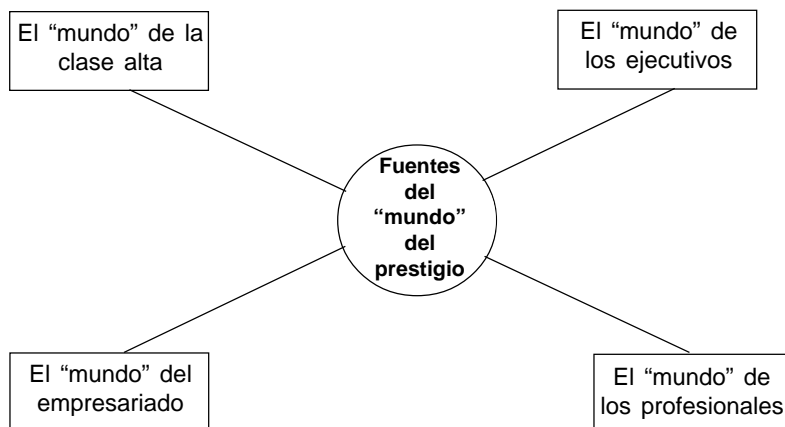 El “mundo” de la
clase alta
El “mundo” de
los ejecutivos
Fuentes
del
“mundo”
del
prestigio
El “mundo” del
empresariado
El “mundo” de
los profesionales